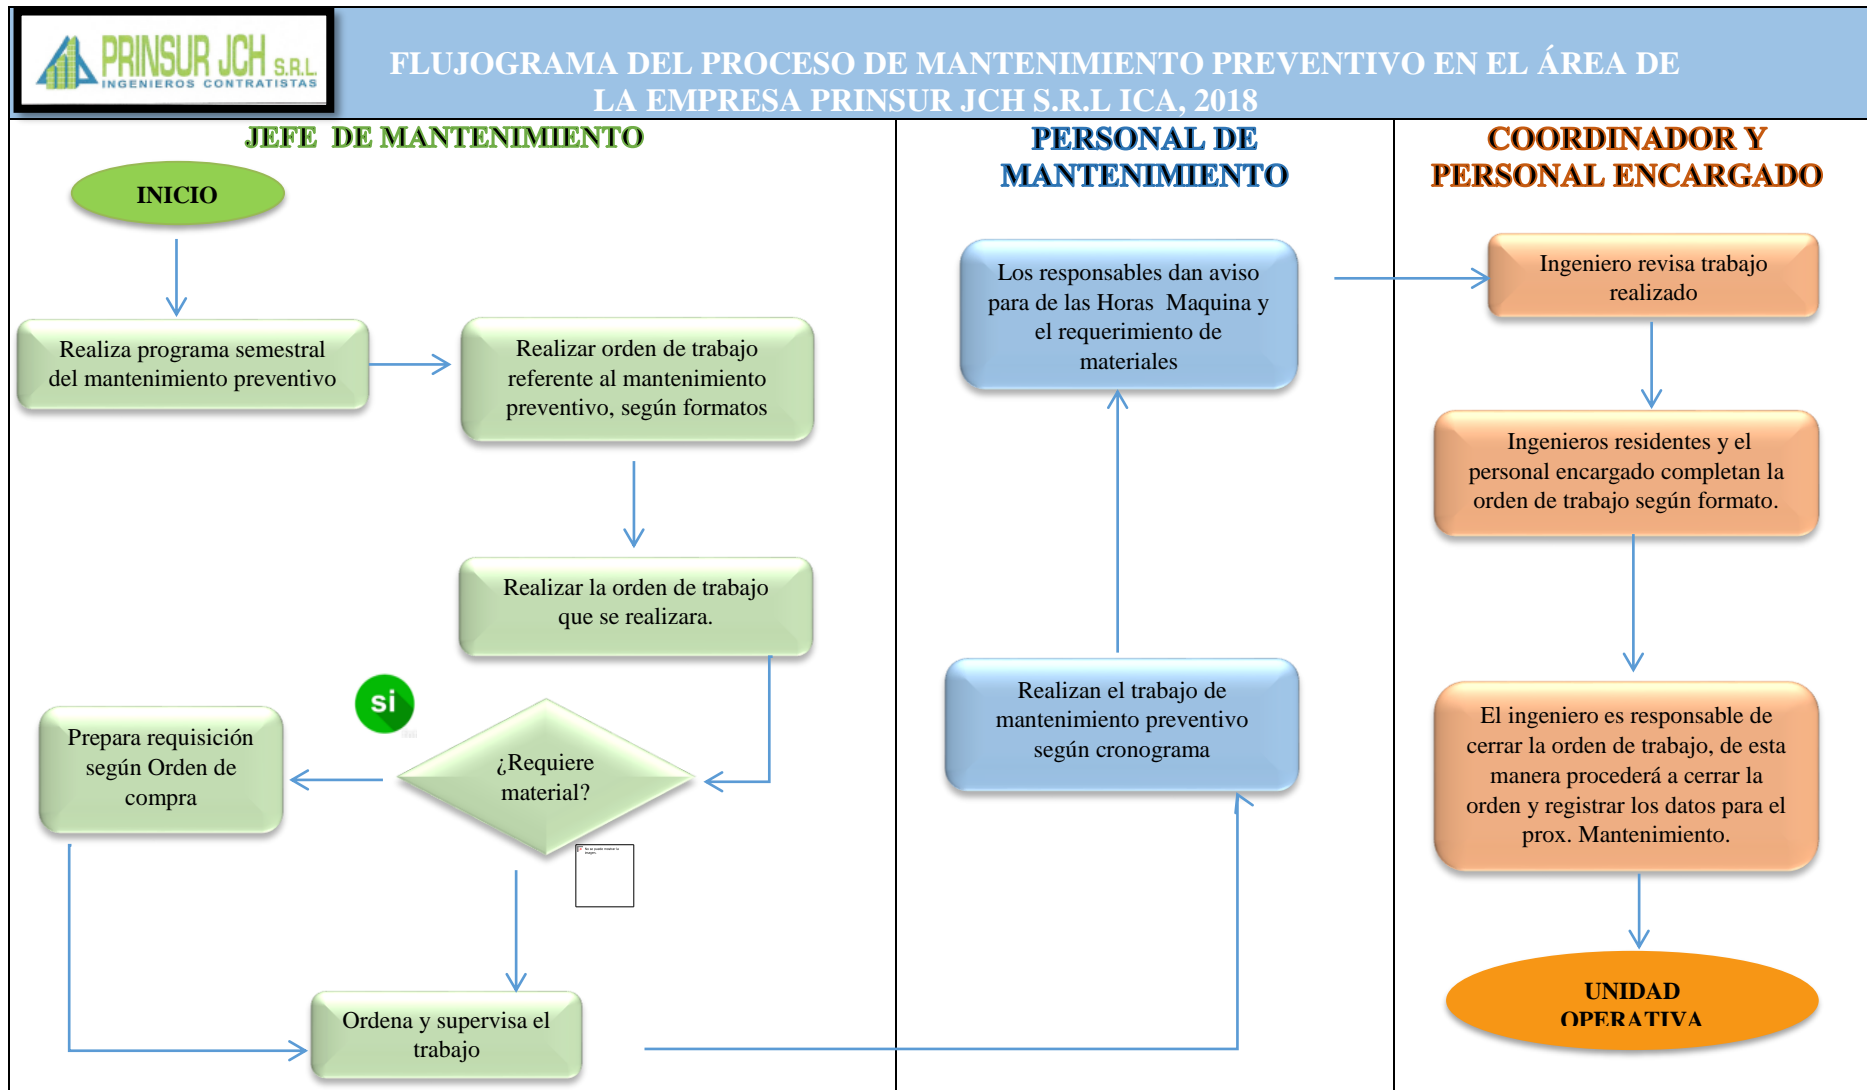 PRINSUR JCH S.R.L.
INGENIEROS CONTRATISTAS
FLUJOGRAMA DEL PROCESO DE MANTENIMIENTO PREVENTIVO EN EL ÁREA DE
LA EMPRESA PRINSUR JCH S.R.L ICA, 2018
JEFE DE MANTENIMIENTO
INICIO
Realiza programa semestral
del mantenimiento preventivo
Realizar orden de trabajo
referente al mantenimiento
preventivo, según formatos
Realizar la orden de trabajo
que se realizara.
si
¿Requiere
material?
Prepara requisición
según Orden de
compra
Ordena y supervisa el
trabajo
PERSONAL DE
MANTENIMIENTO
Los responsables dan aviso
para de las Horas Maquina y
el requerimiento de
materiales
Realizan el trabajo de
mantenimiento preventivo
según cronograma
COORDINADOR Y
PERSONAL ENCARGADO
Ingeniero revisa trabajo
realizado
Ingenieros residentes y el
personal encargado completan la
orden de trabajo según formato.
El ingeniero es responsable de
cerrar la orden de trabajo, de esta
manera procederá a cerrar la
orden y registrar los datos para el
prox. Mantenimiento.
UNIDAD
OPERATIVA